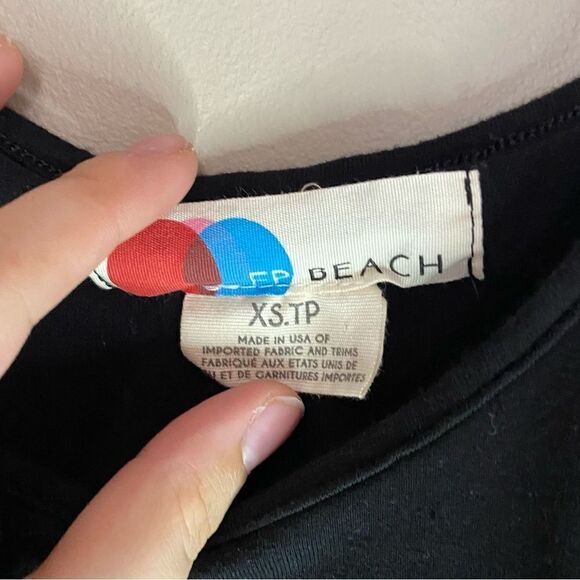 BEACH
XS.TP
MADE IN USA OF
IMPORTED FABRIC AND TRIMS
FABRIQUÉ AUX ETATS UNIS DE
ET DE GARNITURES IMPORTES